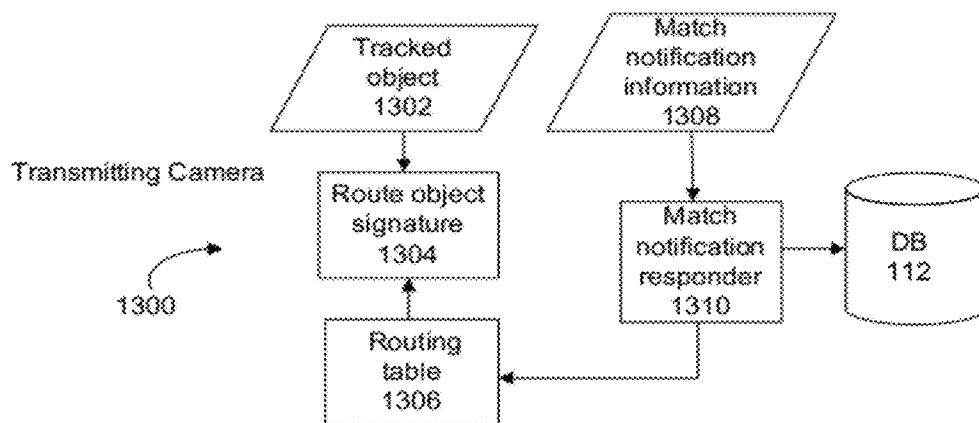 Tracked
object
1302
Match
notification
information
1308
Transmitting Camera
1300
Route object
signature
1304
Match
notification
responder
1310
DB
112
Routing
table
1306